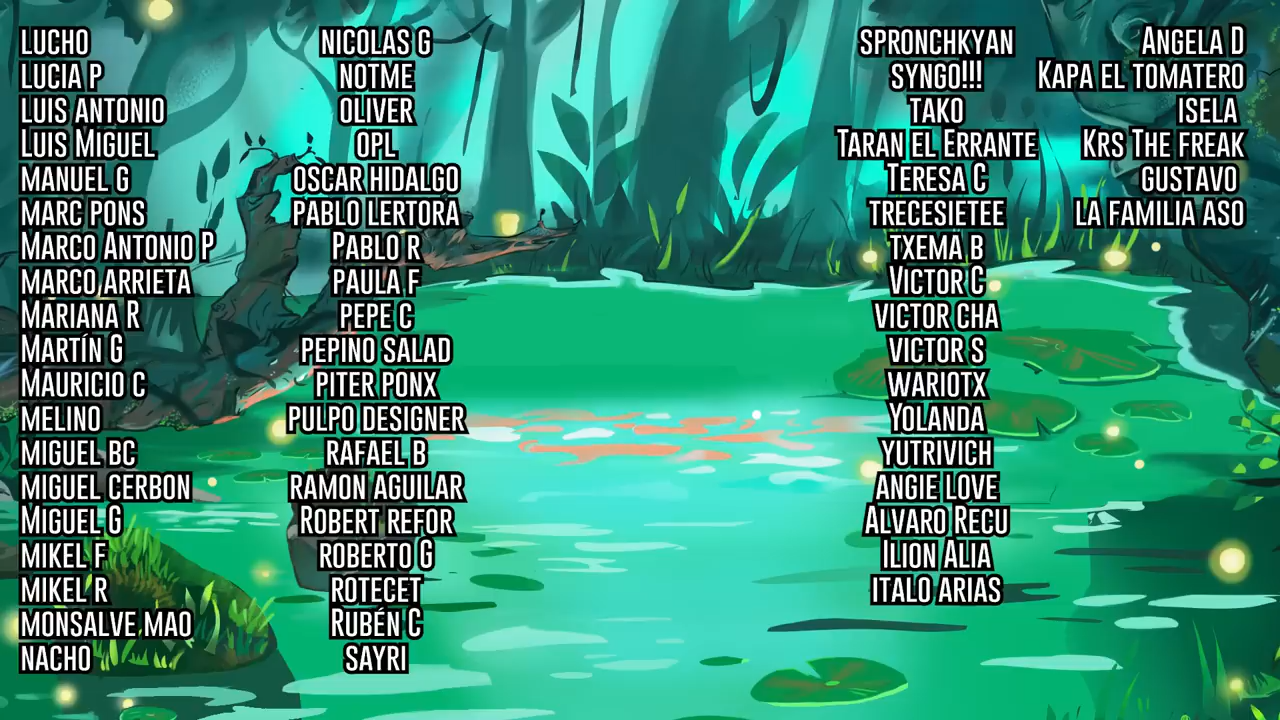 LUCHO
LUCIA P
LUIS ANTONIO
LUIS MIGUEL
MANUEL G
MARC PONS
MARCO ANTONIO P
MARCO ARRIETA
MARIANA R
MARTÍN G
MAURICIO C
MELINO
MIGUEL BC
MIGUEL CERBON
MIGUEL G
MIKEL F
MIKEL R
MONSALVE MAO
NACHO
NICOLAS G
NOTME
OLIVER
OPL
OSCAR HIDALGO
PABLO LERTORA
PABLO R
PAULA F
PEPE C
PEPINO SALAD
PITER PONX
PULPO DESIGNER
RAFAEL B
RAMON AGUILAR
ROBERT REFOR
ROBERTO G
ROTECET
RUBÉN C
SAYRI
SPRONCHKYAN
SYNGO!!!
TAKO
TARAN EL ERRANTE
TERESA C
TRECESIETEE
TXEMA B
VICTOR C
VICTOR CHA
VICTOR S
WARIOTX
YOLANDA
YUTRIVICH
ANGIE LOVE
ALVARO RECU
ILION ALIA
ITALO ARIAS
ANGELA D
KAPA EL TOMATERO
ISELA
KRS THE FREAK
GUSTAVO
LA FAMILIA ASO